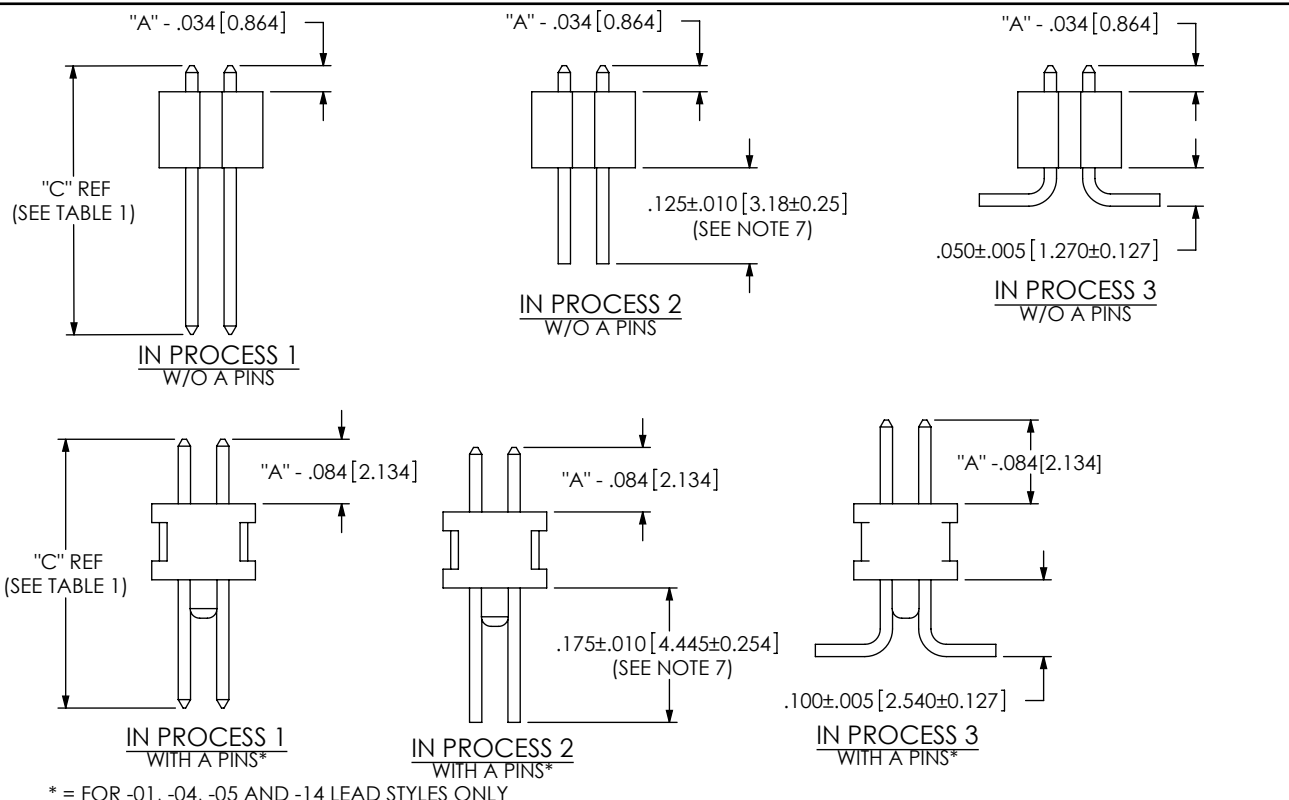 "A" - .034[0.864]
"C" REF
(SEE TABLE 1)
IN PROCESS 1
W/O A PINS
"A" - .034[0.864]
.125±.010[3.18±0.25]
(SEE NOTE 7)
IN PROCESS 2
W/O A PINS
"A" - .034[0.864]
.050±.005[1.270±0.127]
IN PROCESS 3
W/O A PINS
"A" - .084[2.134]
"C" REF
(SEE TABLE 1)
IN PROCESS 1
WITH A PINS*
"A" - .084[2.134]
.175±.010[4.445±0.254]
(SEE NOTE 7)
IN PROCESS 2
WITH A PINS*
"A" -.084[2.134]
.100±.005[2.540±0.127]
IN PROCESS 3
WITH A PINS*
* = FOR -01, -04, -05 AND -14 LEAD STYLES ONLY